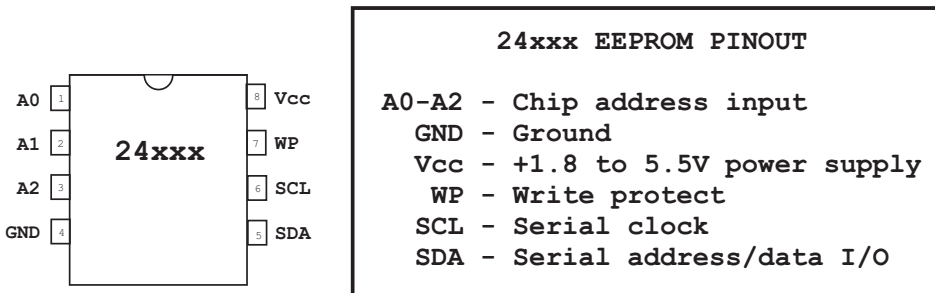 A0 1
A1 2
A2 3
GND 4
24xxx
8 Vcc
7 WP
6 SCL
5 SDA
24xxx EEPROM PINOUT
A0-A2 - Chip address input
GND - Ground
Vcc - +1.8 to 5.5V power supply
WP - Write protect
SCL - Serial clock
SDA - Serial address/data I/O